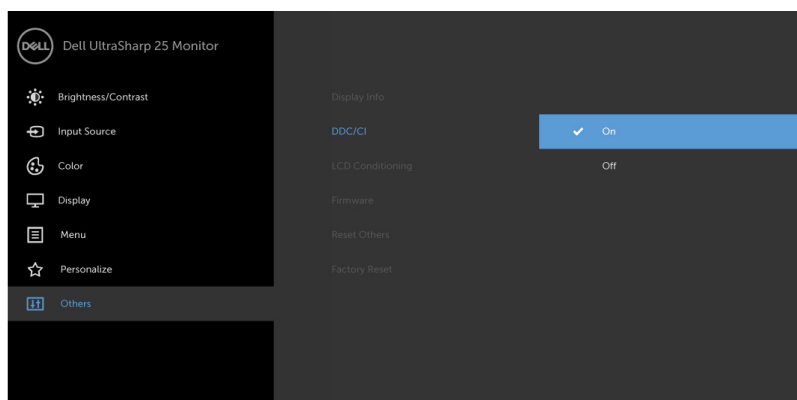 DELL
Dell UltraSharp 25 Monitor
Brightness/Contrast
Input Source
Color
Display
Menu
Personalize
Others
Display Info
DDC/CI
LCD Conditioning
Firmware
Reset Others
Factory Reset
On
Off